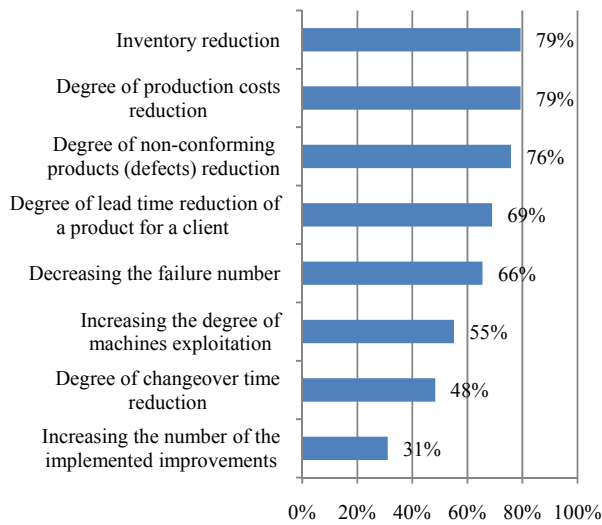 Inventory reduction
79%
Degree of production costs
reduction
79%
Degree of non-conforming
products (defects) reduction
76%
Degree of lead time reduction of
a product for a client
69%
Decreasing the failure number
66%
Increasing the degree of
machines exploitation
55%
Degree of changeover time
reduction
48%
Increasing the number of the
implemented improvements
31%
0% 20% 40% 60% 80% 100%